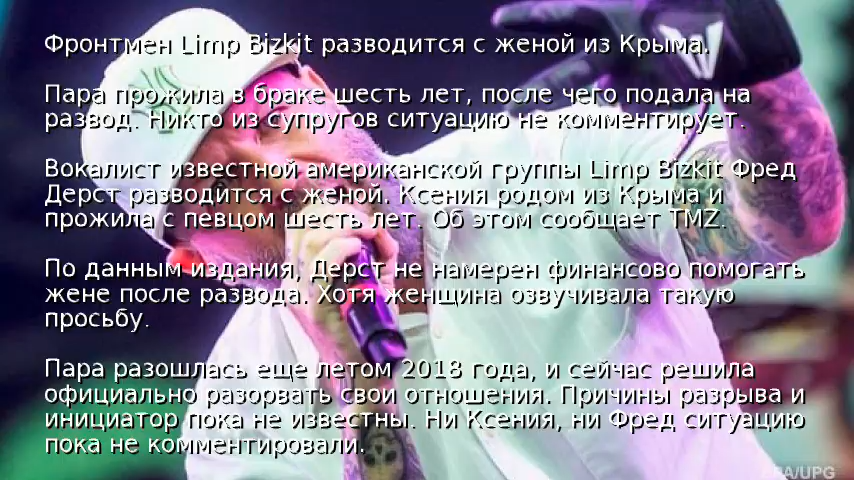 Фронтмен Limp Bizkit разводится с женой из Крыма.
Пара прожила в браке шесть лет, после чего подала на
развод. Никто из супругов ситуацию не комментирует.
Вокалист известной американской группы Limp Bizkit Фред
Дерст разводится с женой. Ксения родом из Крыма и
прожила с певцом шесть лет. Об этом сообщает TMZ.
По данным издания, Дерст не намерен финансово помогать
жене после развода. Хотя женщина озвучивала такую
просьбу.
Пара разошлась еще летом 2018 года, и сейчас решила
официально разорвать свои отношения. Причины разрыва и
инициатор пока не известны. Ни Ксения, ни Фред ситуацию
пока не комментировали.